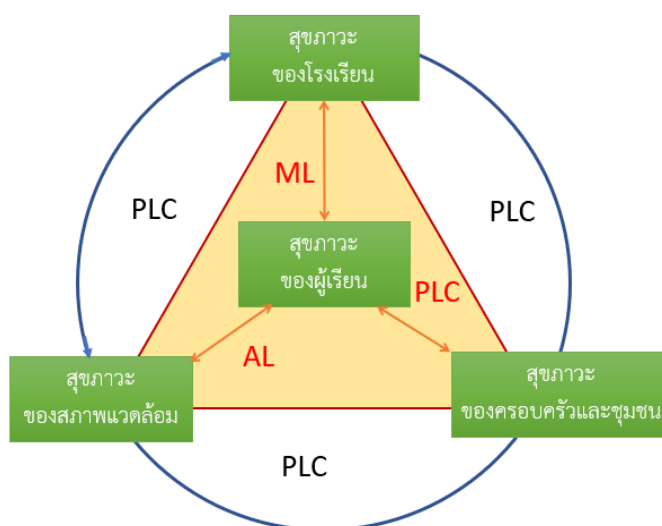 สุขภาวะ
ของโรงเรียน
ML
PLC
PLC
สุขภาวะ
ของผู้เรียน
PLC
AL
สุขภาวะ
ของสภาพแวดล้อม
สุขภาวะ
ของครอบครัวและชุมชน
PLC